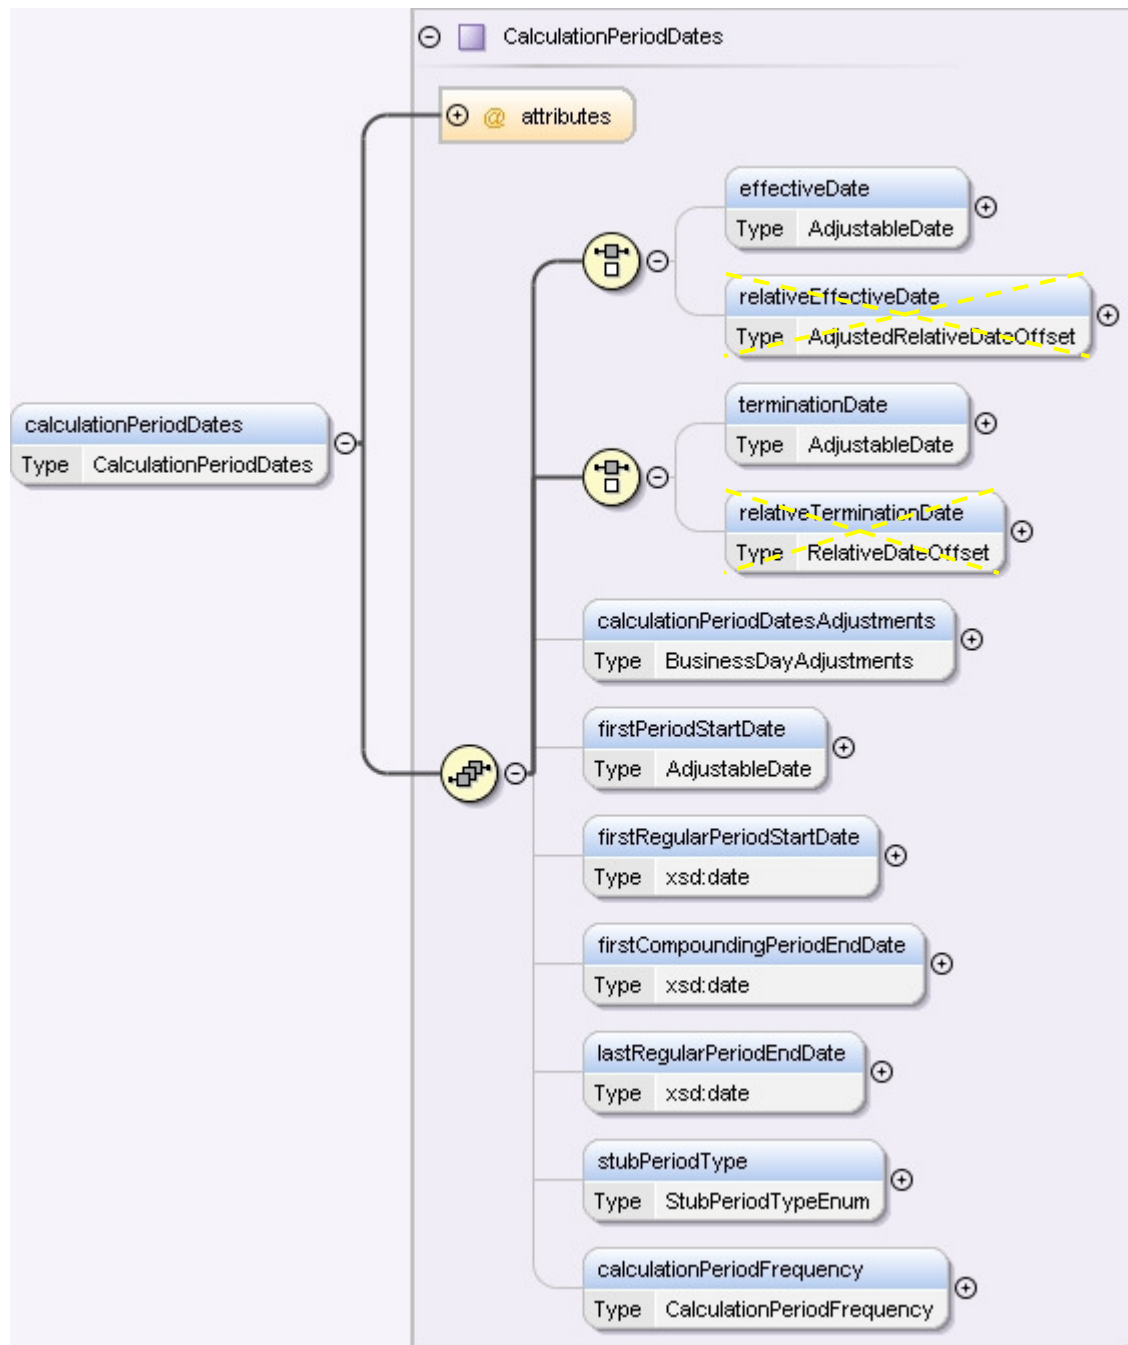 CalculationPeriodDates
@ attributes
effectiveDate
Type AdjustableDate
relativeEffectiveDate
Type AdjustedRelativeDateOffset
terminationDate
Type AdjustableDate
calculationPeriodDates
Type CalculationPeriodDates
relativeTerminationDate
Type RelativeDateOffset
calculationPeriodDatesAdjustments
Type BusinessDayAdjustments
firstPeriodStartDate
Type AdjustableDate
firstRegularPeriodStartDate
Type xsd:date
firstCompoundingPeriodEndDate
Type xsd:date
lastRegularPeriodEndDate
Type xsd:date
stubPeriodType
Type StubPeriodTypeEnum
calculationPeriodFrequency
Type CalculationPeriodFrequency